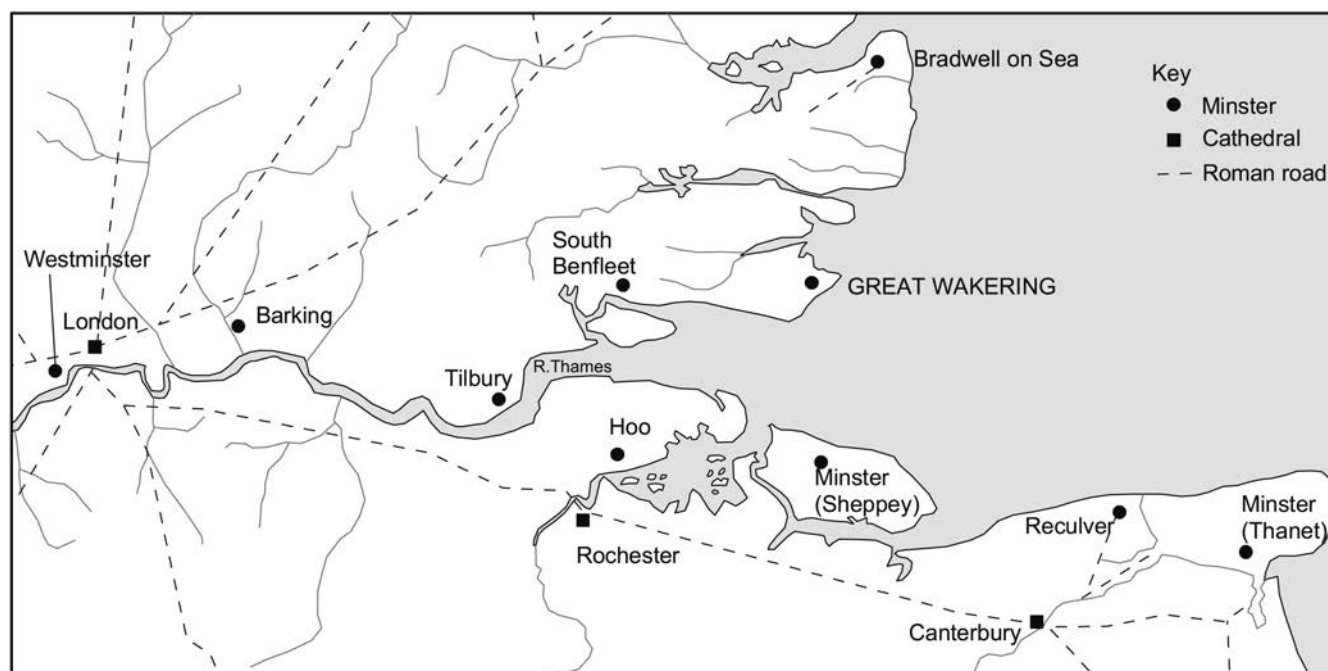 Bradwell on Sea
Key
Minster
Cathedral
Roman road
South
Benfleet
GREAT WAKERING
Westminster
London
Barking
Tilbury
R.Thames
Hoo
Minster
(Sheppey)
Rochester
Reculver
Minster
(Thanet)
Canterbury